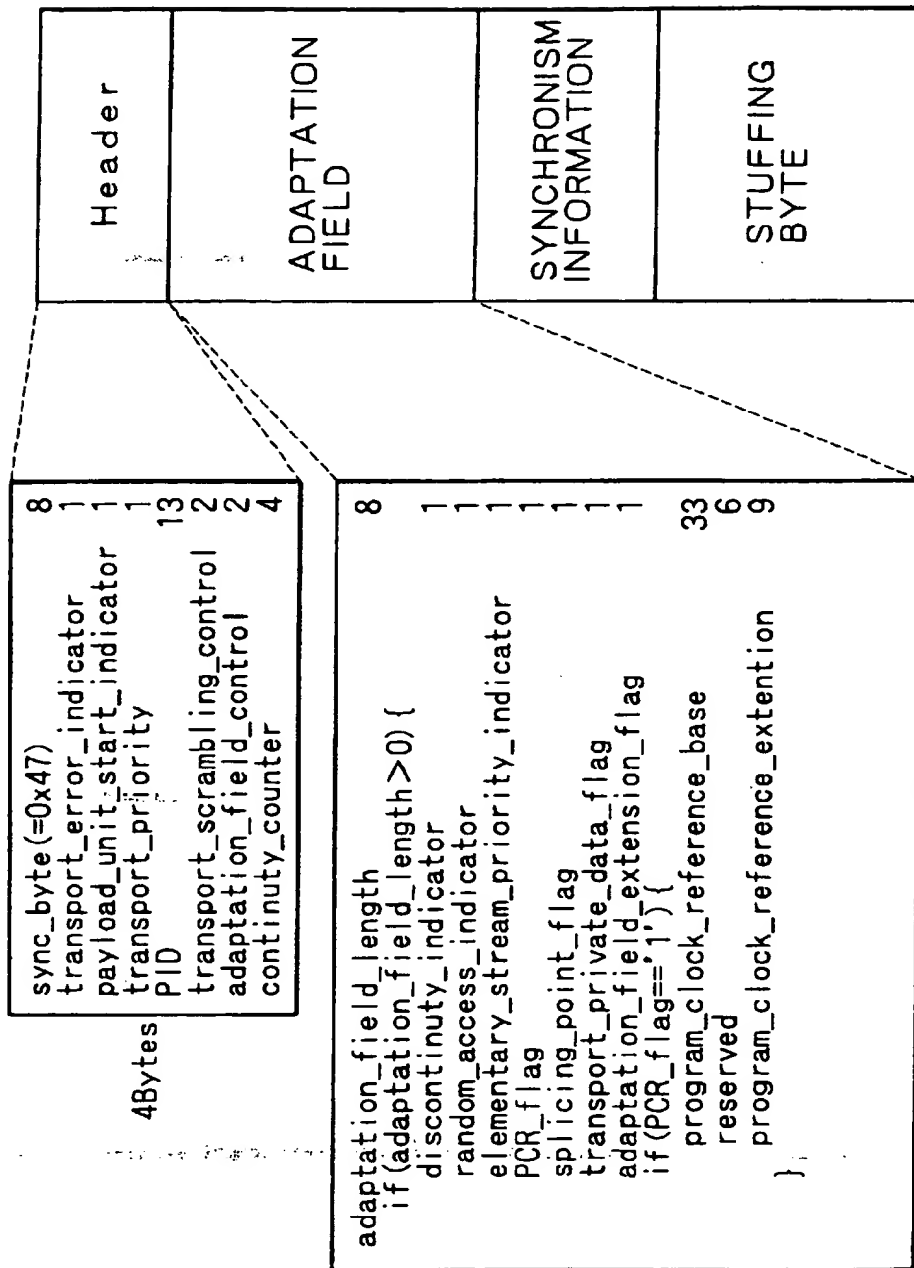 Header
ADAPTATION
FIELD
SYNCHRONISM
INFORMATION
STUFFING
BYTE
4Bytes
sync_byte(=0x47) 8
transport_error_indicator 1
payload_unit_start_indicator 1
transport_priority 1
PID 13
transport_scrambling_control 2
adaptation_field_control 2
continuty_counter 4
adaptation_field_length 8
if(adaptation_field_length>0){
discontinuty_indicator 1
random_access_indicator 1
elementary_stream_priority_indicator 1
PCR_flag 1
splicing_point_flag 1
transport_private_data_flag 1
adaptation_field_extension_flag 1
if(PCR_flag=='1'){
program_clock_reference_base 33
reserved 6
program_clock_reference_extention 9
}